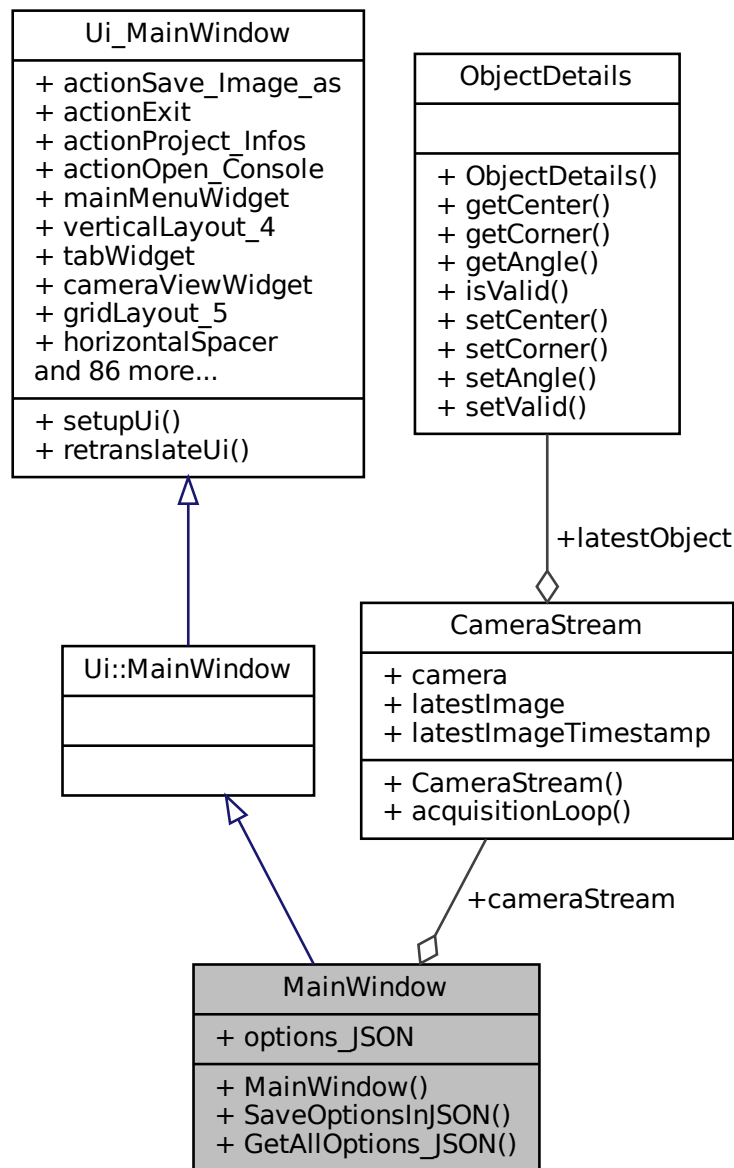 Ui_MainWindow
+ actionSave_Image_as
+ actionExit
+ actionProject_Infos
+ actionOpen_Console
+ mainMenuWidget
+ verticalLayout_4
+ tabWidget
+ cameraViewWidget
+ gridLayout_5
+ horizontalSpacer
and 86 more...
+ setupUi()
+ retranslateUi()
ObjectDetails
+ ObjectDetails()
+ getCenter()
+ getCorner()
+ getAngle()
+ isValid()
+ setCenter()
+ setCorner()
+ setAngle()
+ setValid()
+latestObject
Ui::MainWindow
CameraStream
+ camera
+ latestImage
+ latestImageTimestamp
+ CameraStream()
+ acquisitionLoop()
+cameraStream
MainWindow
+ options_JSON
+ MainWindow()
+ SaveOptionsInJSON()
+ GetAllOptions_JSON()